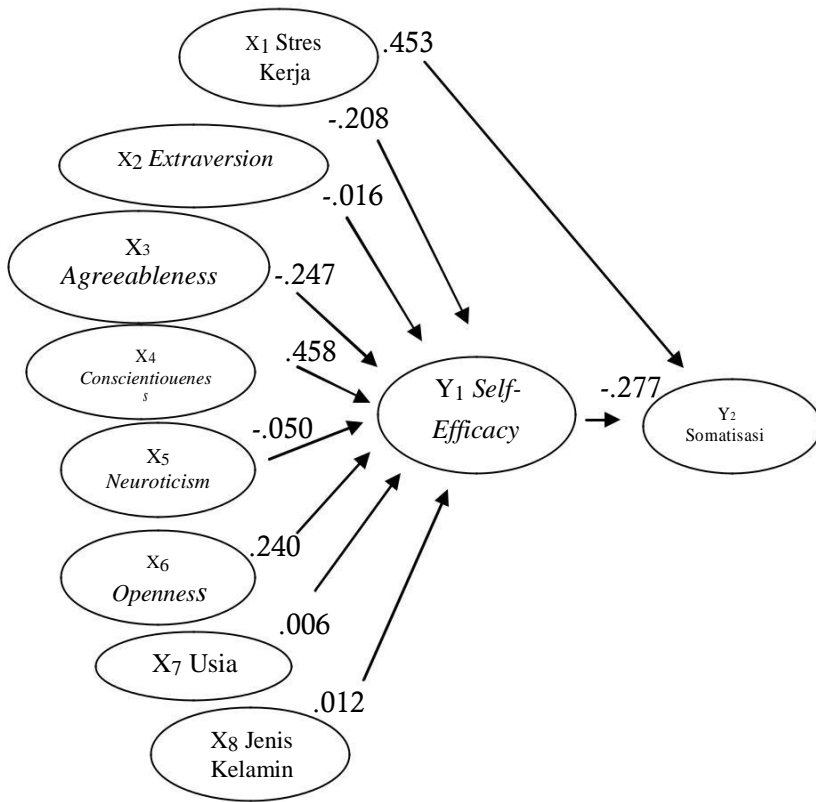 X1 Stres
Kerja
.453
-.208
X2 Extraversion
-.016
X3
Agreeableness
-.247
X4
Conscientiouenes
s
.458
Y1 Self-
Efficacy
-.277
Y2
Somatisasi
-.050
X5
Neuroticism
X6
Openness
.240
.006
X7 Usia
.012
X8 Jenis
Kelamin